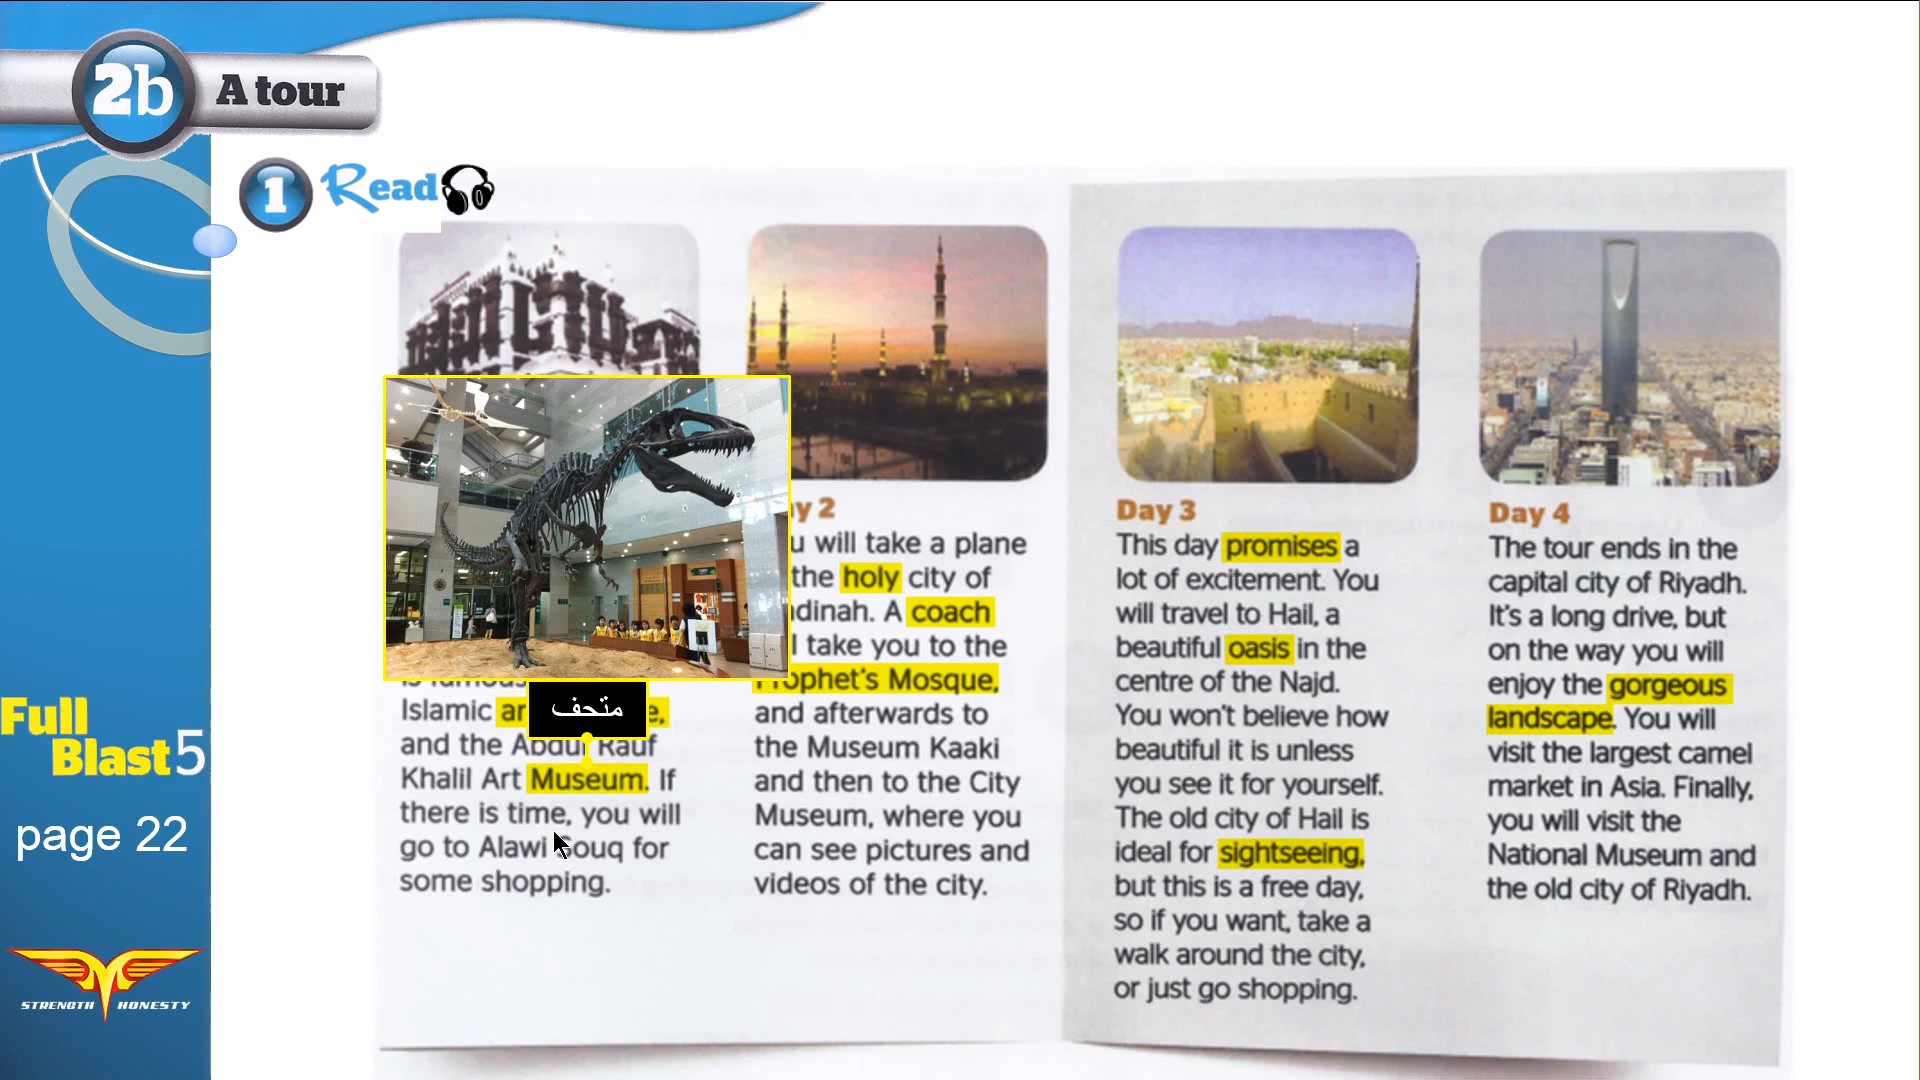 2b A tour
1 Read
is famous
Islamic ar e,
and the Abdul Rauf
Khalil Art Museum. If
there is time, you will
go to Alawi Souq for
some shopping.
متحف
y 2
u will take a plane
the holy city of
dinah. A coach
l take you to the
Prophet's Mosque,
and afterwards to
the Museum Kaaki
and then to the City
Museum, where you
can see pictures and
videos of the city.
Day 3
This day promises a
lot of excitement. You
will travel to Hail, a
beautiful oasis in the
centre of the Najd.
You won't believe how
beautiful it is unless
you see it for yourself.
The old city of Hail is
ideal for sightseeing,
but this is a free day,
so if you want, take a
walk around the city,
or just go shopping.
Day 4
The tour ends in the
capital city of Riyadh.
It's a long drive, but
on the way you will
enjoy the gorgeous
landscape. You will
visit the largest camel
market in Asia. Finally,
you will visit the
National Museum and
the old city of Riyadh.
Full
Blast 5
page 22
STRENGTH HONESTY